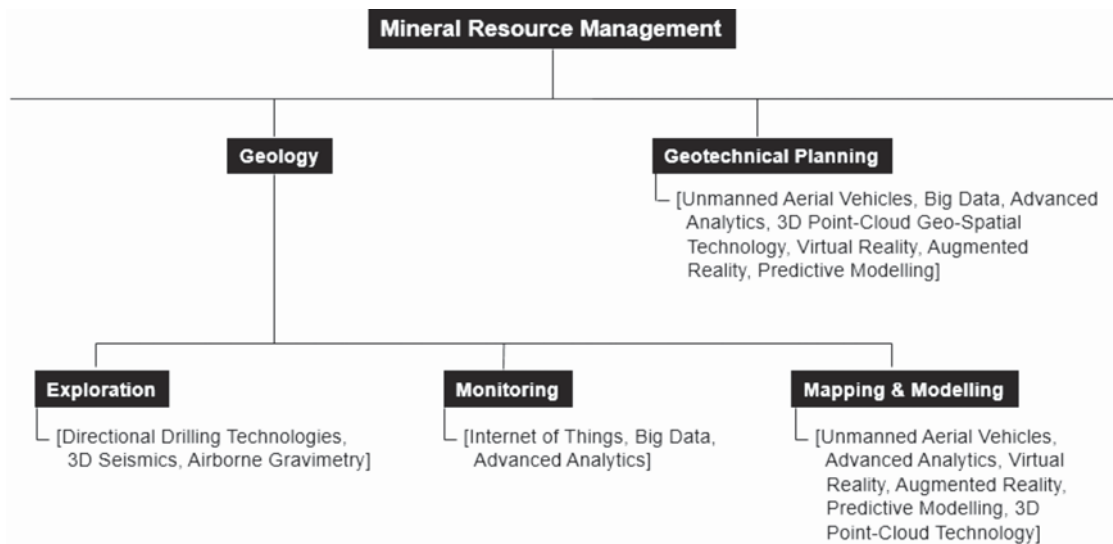 Mineral Resource Management
Geology
Geotechnical Planning
[Unmanned Aerial Vehicles, Big Data, Advanced
Analytics, 3D Point-Cloud Geo-Spatial
Technology, Virtual Reality, Augmented
Reality, Predictive Modelling]
Exploration
[Directional Drilling Technologies,
3D Seismics, Airborne Gravimetry]
Monitoring
[Internet of Things, Big Data,
Advanced Analytics]
Mapping & Modelling
[Unmanned Aerial Vehicles,
Advanced Analytics, Virtual
Reality, Augmented Reality,
Predictive Modelling, 3D
Point-Cloud Technology]